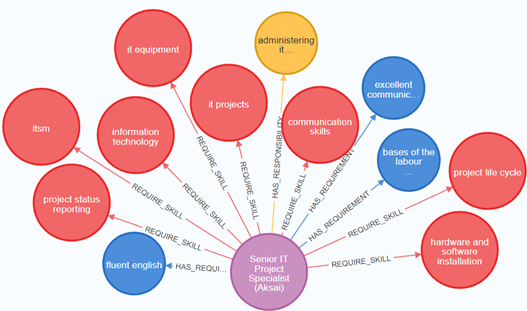 it equipment
administering
it…
excellent
communic…
it projects
itsm
information
technology
communication
skills
bases of the
labour
…
project life cycle
project status
reporting
hardware and
software
installation
fluent english
Senior IT
Project
Specialist
(Aksai)
REQUIRE_SKILL
REQUIRE_SKILL
HAS_RESPONSIBILITY
REQUIRE_SKILL
HAS_REQUIREMENT
HAS_REQUIREMENT
REQUIRE_SKILL
REQUIRE_SKILL
REQUIRE_SKILL
REQUIRE_SKILL
REQUIRE_SKILL
HAS_REQUI…